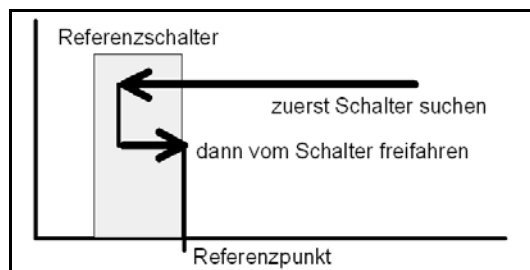 Referenzschalter
zuerst Schalter suchen
dann vom Schalter freifahren
Referenzpunkt